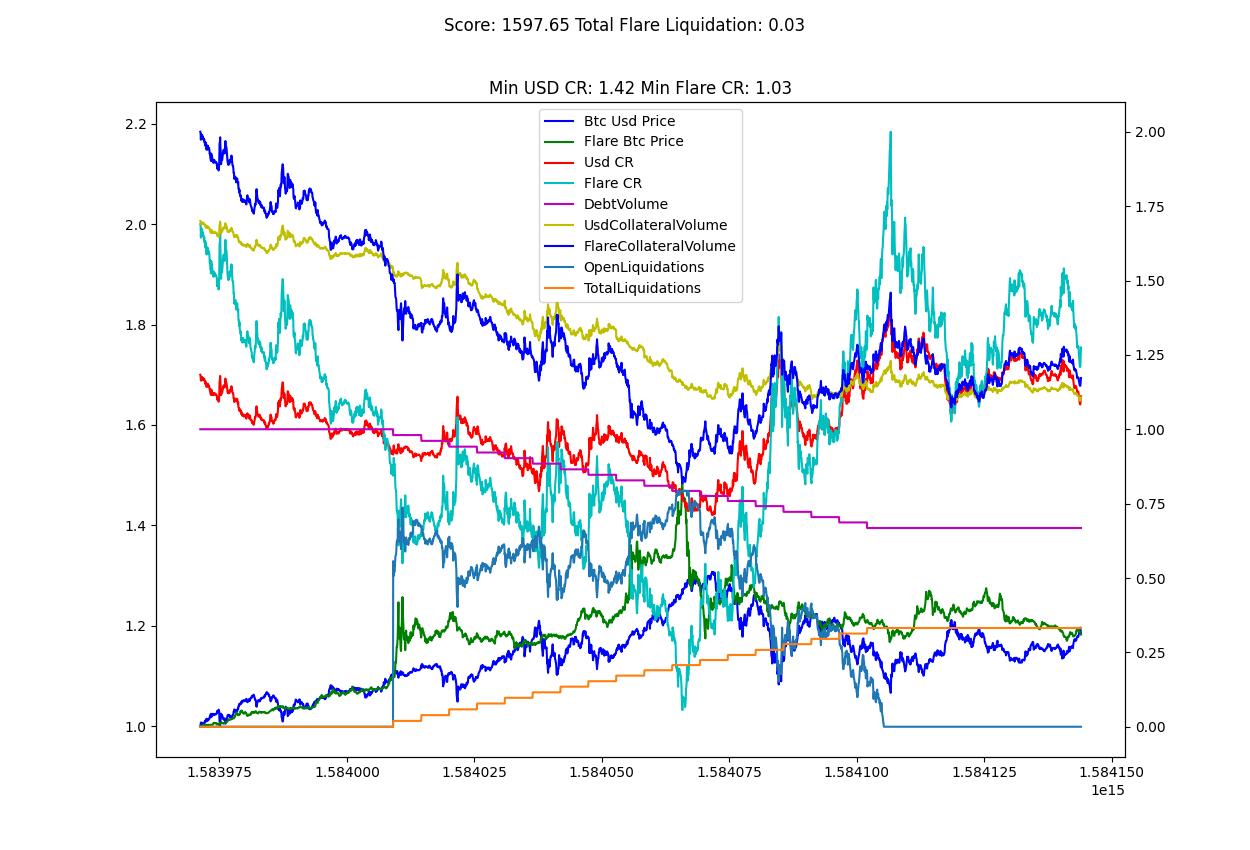 Score: 1597.65 Total Flare Liquidation: 0.03
Min USD CR: 1.42 Min Flare CR: 1.03
Btc Usd Price
Flare Btc Price
Usd CR
Flare CR
DebtVolume
UsdCollateralVolume
FlareCollateralVolume
OpenLiquidations
TotalLiquidations
2.2
2.0
1.8
1.6
1.4
1.2
1.0
2.00
1.75
1.50
1.25
1.00
0.75
0.50
0.25
0.00
1.583975 1.584000 1.584025 1.584050 1.584075 1.584100 1.584125 1.584150
1e15